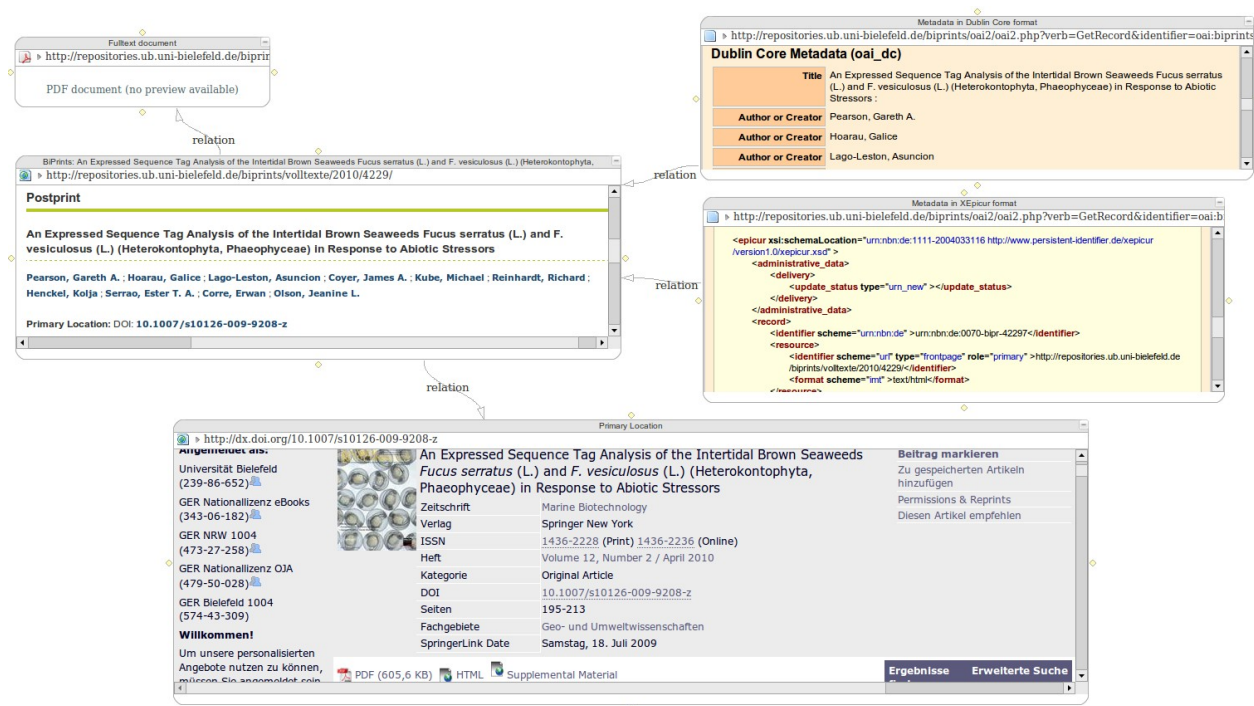 Fulltext document
http://repositories.ub.uni-bielefeld.de/biprin
PDF document (no preview available)
relation
Metadata in Dublin Core format
http://repositories.ub.uni-bielefeld.de/biprints/oai2/oai2.php?verb=GetRecord&identifier=oai:biprints
Dublin Core Metadata (oai_dc)
Title An Expressed Sequence Tag Analysis of the Intertidal Brown Seaweeds Fucus serratus
(L.) and F. vesiculosus (L.) (Heterokontophyta, Phaeophyceae) in Response to Abiotic
Stressors :
Author or Creator Pearson, Gareth A.
Author or Creator Hoarau, Galice
Author or Creator Lago-Leston, Asuncion
BiPrints: An Expressed Sequence Tag Analysis of the Intertidal Brown Seaweeds Fucus serratus (L.) and F. vesiculosus (L.) (Heterokontophyta,
http://repositories.ub.uni-bielefeld.de/biprints/volltexte/2010/4229/
Postprint
An Expressed Sequence Tag Analysis of the Intertidal Brown Seaweeds Fucus serratus (L.) and F.
vesiculosus (L.) (Heterokontophyta, Phaeophyceae) in Response to Abiotic Stressors
Pearson, Gareth A. ; Hoarau, Galice ; Lago-Leston, Asuncion ; Coyer, James A. ; Kube, Michael ; Reinhardt, Richard ;
Henckel, Kolja ; Serrao, Ester T. A. ; Corre, Erwan ; Olson, Jeanine L.
Primary Location: DOI: 10.1007/s10126-009-9208-z
relation
relation
Metadata in XEpicur format
http://repositories.ub.uni-bielefeld.de/biprints/oai2/oai2.php?verb=GetRecord&identifier=oai:b
<epicur xsi:schemaLocation="urn:nbn:de:1111-2004033116 http://www.persistent-identifier.de/xepicur
/version1.0/xepicur.xsd" >
<administrative_data>
<delivery>
<update_status type="urn_new" ></update_status>
</delivery>
</administrative_data>
<record>
<identifier scheme="urn:nbn:de" >urn:nbn:de:0070-bipr-42297</identifier>
<resource>
<identifier scheme="url" type="frontpage" role="primary" >http://repositories.ub.uni-bielefeld.de
/biprints/volltexte/2010/4229/</identifier>
<format scheme="imt" >text/html</format>
</resource>
relation
Primary Location
http://dx.doi.org/10.1007/s10126-009-9208-z
Angemeldet als:
Universität Bielefeld
(239-86-652)
GER Nationallizenz eBooks
(343-06-182)
GER NRW 1004
(473-27-258)
GER Nationallizenz OJA
(479-50-028)
GER Bielefeld 1004
(574-43-309)
Willkommen!
Um unsere personalisierten
Angebote nutzen zu können,
müssen Sie angemeldet sein
An Expressed Sequence Tag Analysis of the Intertidal Brown Seaweeds
Fucus serratus (L.) and F. vesiculosus (L.) (Heterokontophyta,
Phaeophyceae) in Response to Abiotic Stressors
Zeitschrift Marine Biotechnology
Verlag Springer New York
ISSN 1436-2228 (Print) 1436-2236 (Online)
Heft Volume 12, Number 2 / April 2010
Kategorie Original Article
DOI 10.1007/s10126-009-9208-z
Seiten 195-213
Fachgebiete Geo- und Umweltwissenschaften
SpringerLink Date Samstag, 18. Juli 2009
PDF (605,6 KB) HTML Supplemental Material
Beitrag markieren
Zu gespeicherten Artikeln
hinzufügen
Permissions & Reprints
Diesen Artikel empfehlen
Ergebnisse Erweiterte Suche